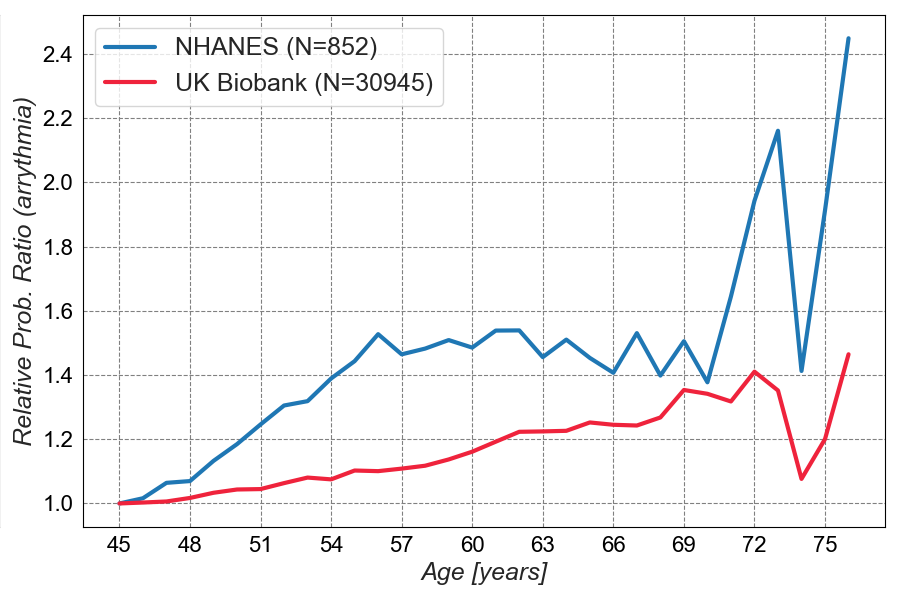 NHANES (N=852)
UK Biobank (N=30945)
Relative Prob. Ratio (arrythmia)
2.4
2.2
2.0
1.8
1.6
1.4
1.2
1.0
45 48 51 54 57 60 63 66 69 72 75
Age [years]